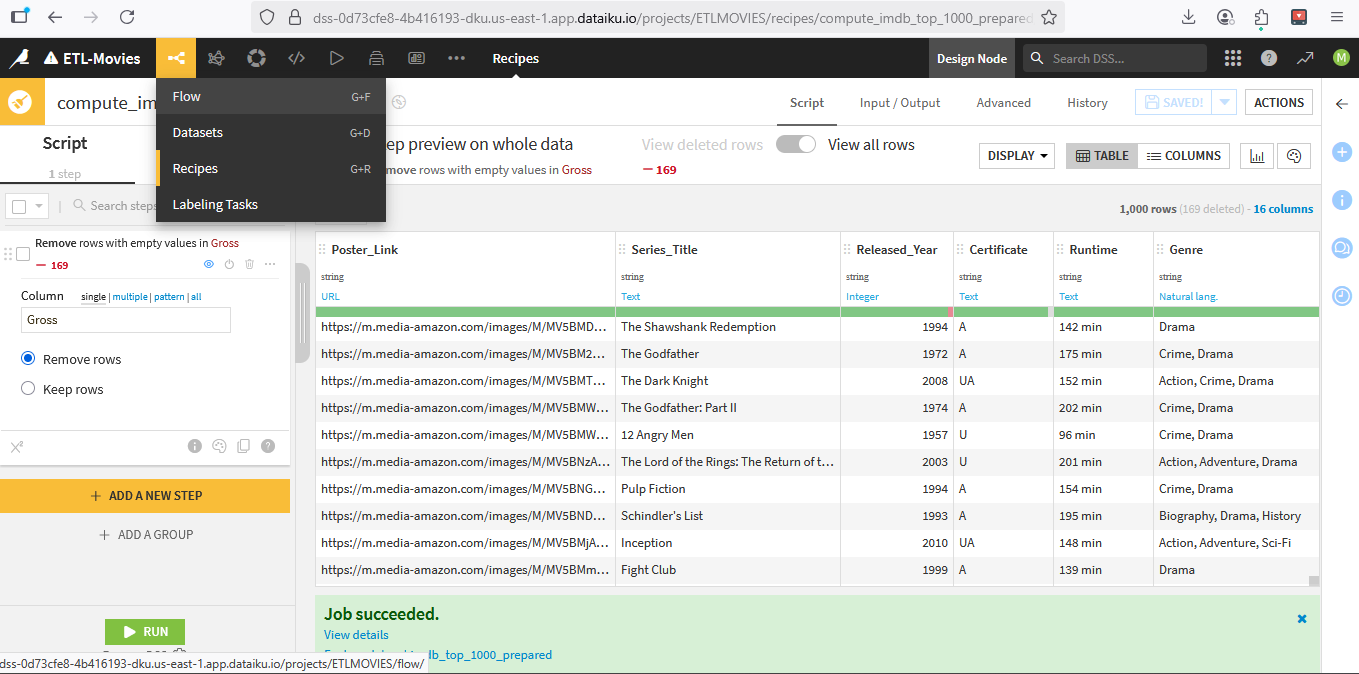 dss-0d73cfe8-4b416193-dku.us-east-1.app.dataiku.io/projects/ETLMOVIES/recipes/compute_imdb_top_1000_prepared
ETL-Movies
Recipes
Design Node
Search DSS...
M
compute_im
Script
Input / Output
Advanced
History
SAVED!
ACTIONS
Flow G+F
Datasets G+D
Recipes G+R
Labeling Tasks
Script
1 step
ep preview on whole data
move rows with empty values in Gross
View deleted rows
View all rows
169
DISPLAY
TABLE
COLUMNS
Search steps
1,000 rows (169 deleted) - 16 columns
Remove rows with empty values in Gross
169
Column single | multiple | pattern | all
Gross
Remove rows
Keep rows
ADD A NEW STEP
ADD A GROUP
RUN
Poster_Link Series_Title Released_Year Certificate Runtime Genre
string string string string string string
URL Text Integer Text Text Natural lang.
https://m.media-amazon.com/images/M/MV5BMD... The Shawshank Redemption 1994 A 142 min Drama
https://m.media-amazon.com/images/M/MV5BM2... The Godfather 1972 A 175 min Crime, Drama
https://m.media-amazon.com/images/M/MV5BMT... The Dark Knight 2008 UA 152 min Action, Crime, Drama
https://m.media-amazon.com/images/M/MV5BMW... The Godfather: Part II 1974 A 202 min Crime, Drama
https://m.media-amazon.com/images/M/MV5BMW... 12 Angry Men 1957 U 96 min Crime, Drama
https://m.media-amazon.com/images/M/MV5BNzA... The Lord of the Rings: The Return of t... 2003 U 201 min Action, Adventure, Drama
https://m.media-amazon.com/images/M/MV5BNG... Pulp Fiction 1994 A 154 min Crime, Drama
https://m.media-amazon.com/images/M/MV5BND... Schindler's List 1993 A 195 min Biography, Drama, History
https://m.media-amazon.com/images/M/MV5BMjA... Inception 2010 UA 148 min Action, Adventure, Sci-Fi
https://m.media-amazon.com/images/M/MV5BMm... Fight Club 1999 A 139 min Drama
Job succeeded.
View details
db_top_1000_prepared
dss-0d73cfe8-4b416193-dku.us-east-1.app.dataiku.io/projects/ETLMOVIES/flow/